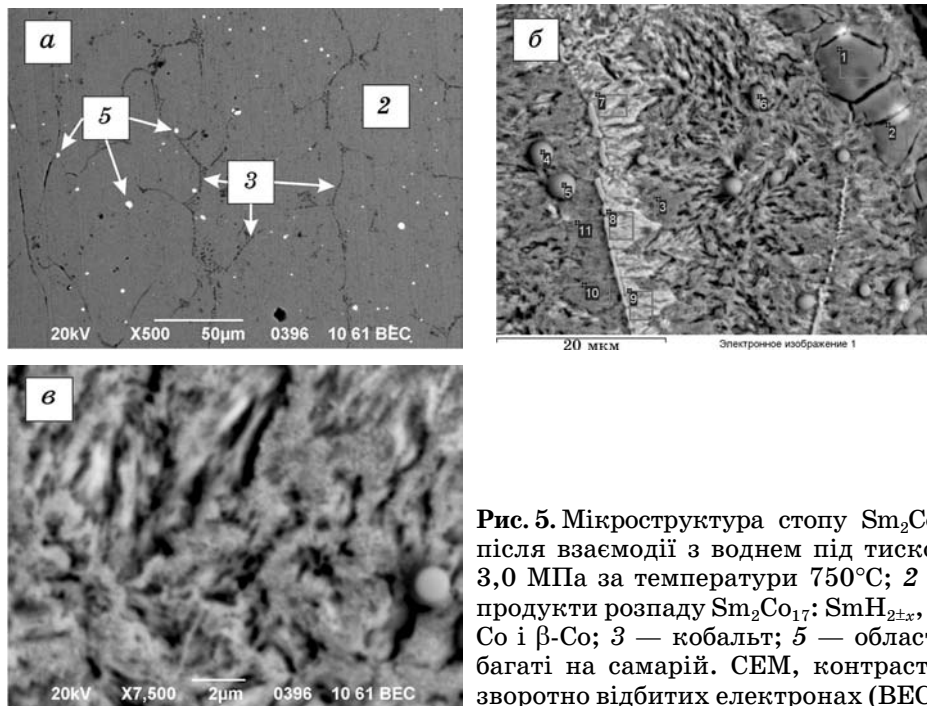 а
2
5
3
20kV X500 50µm 0396 10 61 BEC
б
1
2
7
6
4
5
3
8
11
10
9
20 мкм Электронное изображение 1
в
20kV X7,500 2µm 0396 10 61 BEC
Рис. 5. Мікроструктура стопу Sm₂Co
після взаємодії з воднем під тиско
3,0 МПа за температури 750°C; 2
продукти розпаду Sm₂Co₁₇: SmH₂±ₓ,
Co і β-Co; 3 — кобальт; 5 — област
багаті на самарій. СЕМ, контраст
зворотно відбитих електронах (BEC